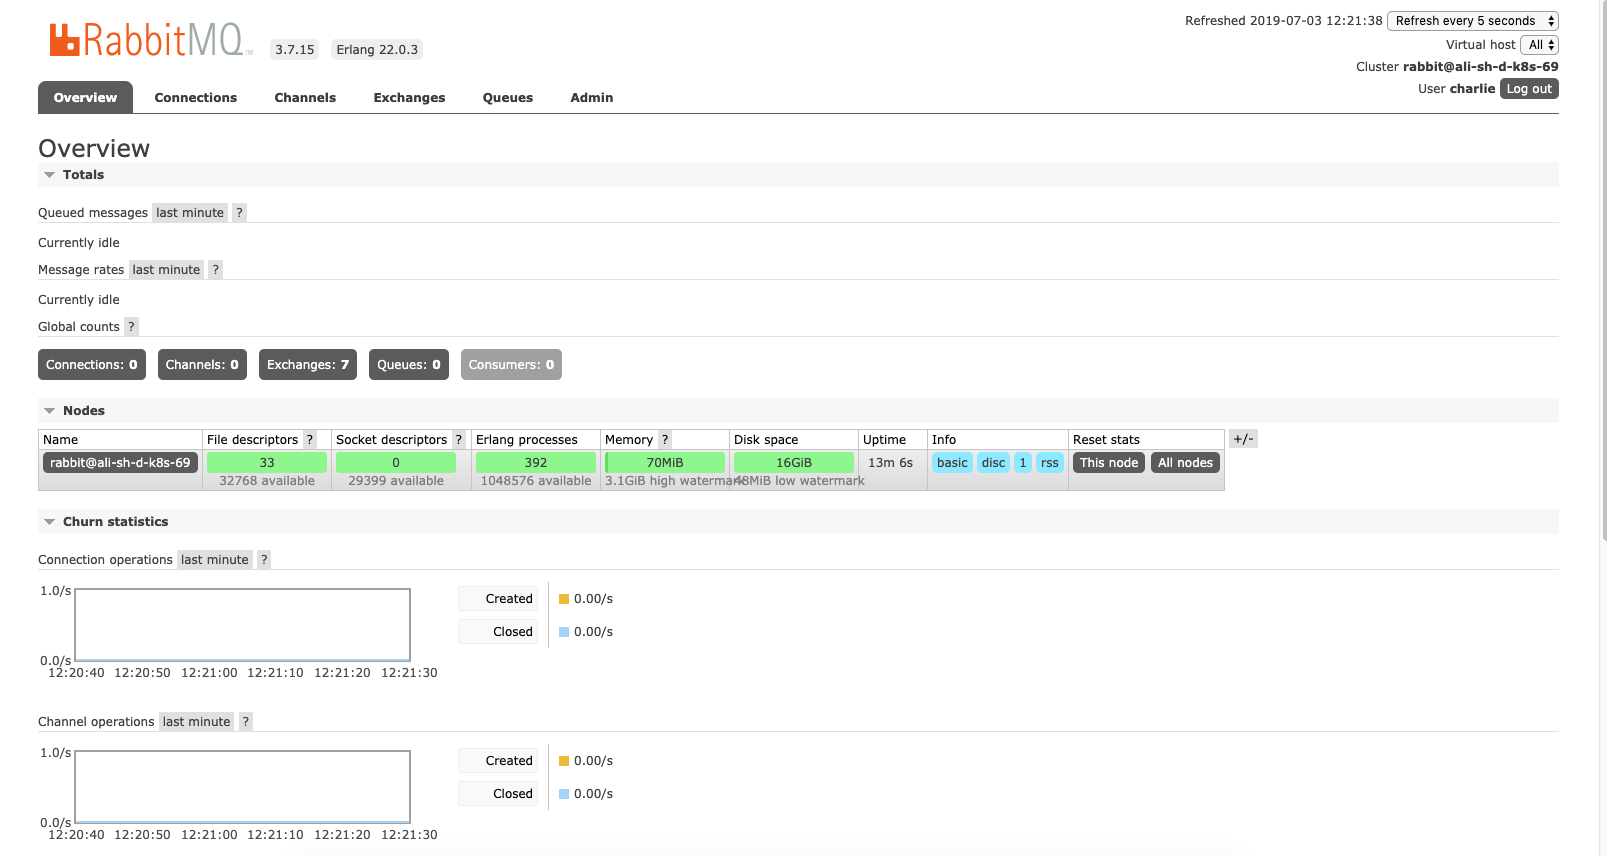 RabbitMQ TM 3.7.15 Erlang 22.0.3
Refreshed 2019-07-03 12:21:38 Refresh every 5 seconds
Virtual host All
Cluster rabbit@ali-sh-d-k8s-69
User charlie Log out
Overview Connections Channels Exchanges Queues Admin
Overview
Totals
Queued messages last minute ?
Currently idle
Message rates last minute ?
Currently idle
Global counts ?
Connections: 0 Channels: 0 Exchanges: 7 Queues: 0 Consumers: 0
Nodes
Name File descriptors ? Socket descriptors ? Erlang processes Memory ? Disk space Uptime Info Reset stats +/-
rabbit@ali-sh-d-k8s-69 33 0 392 70MiB 16GiB 13m 6s basic disc 1 rss This node All nodes
32768 available 29399 available 1048576 available 3.1GiB high watermark 48MiB low watermark
Churn statistics
Connection operations last minute ?
1.0/s
Created 0.00/s
Closed 0.00/s
0.0/s
12:20:40 12:20:50 12:21:00 12:21:10 12:21:20 12:21:30
Channel operations last minute ?
1.0/s
Created 0.00/s
Closed 0.00/s
0.0/s
12:20:40 12:20:50 12:21:00 12:21:10 12:21:20 12:21:30